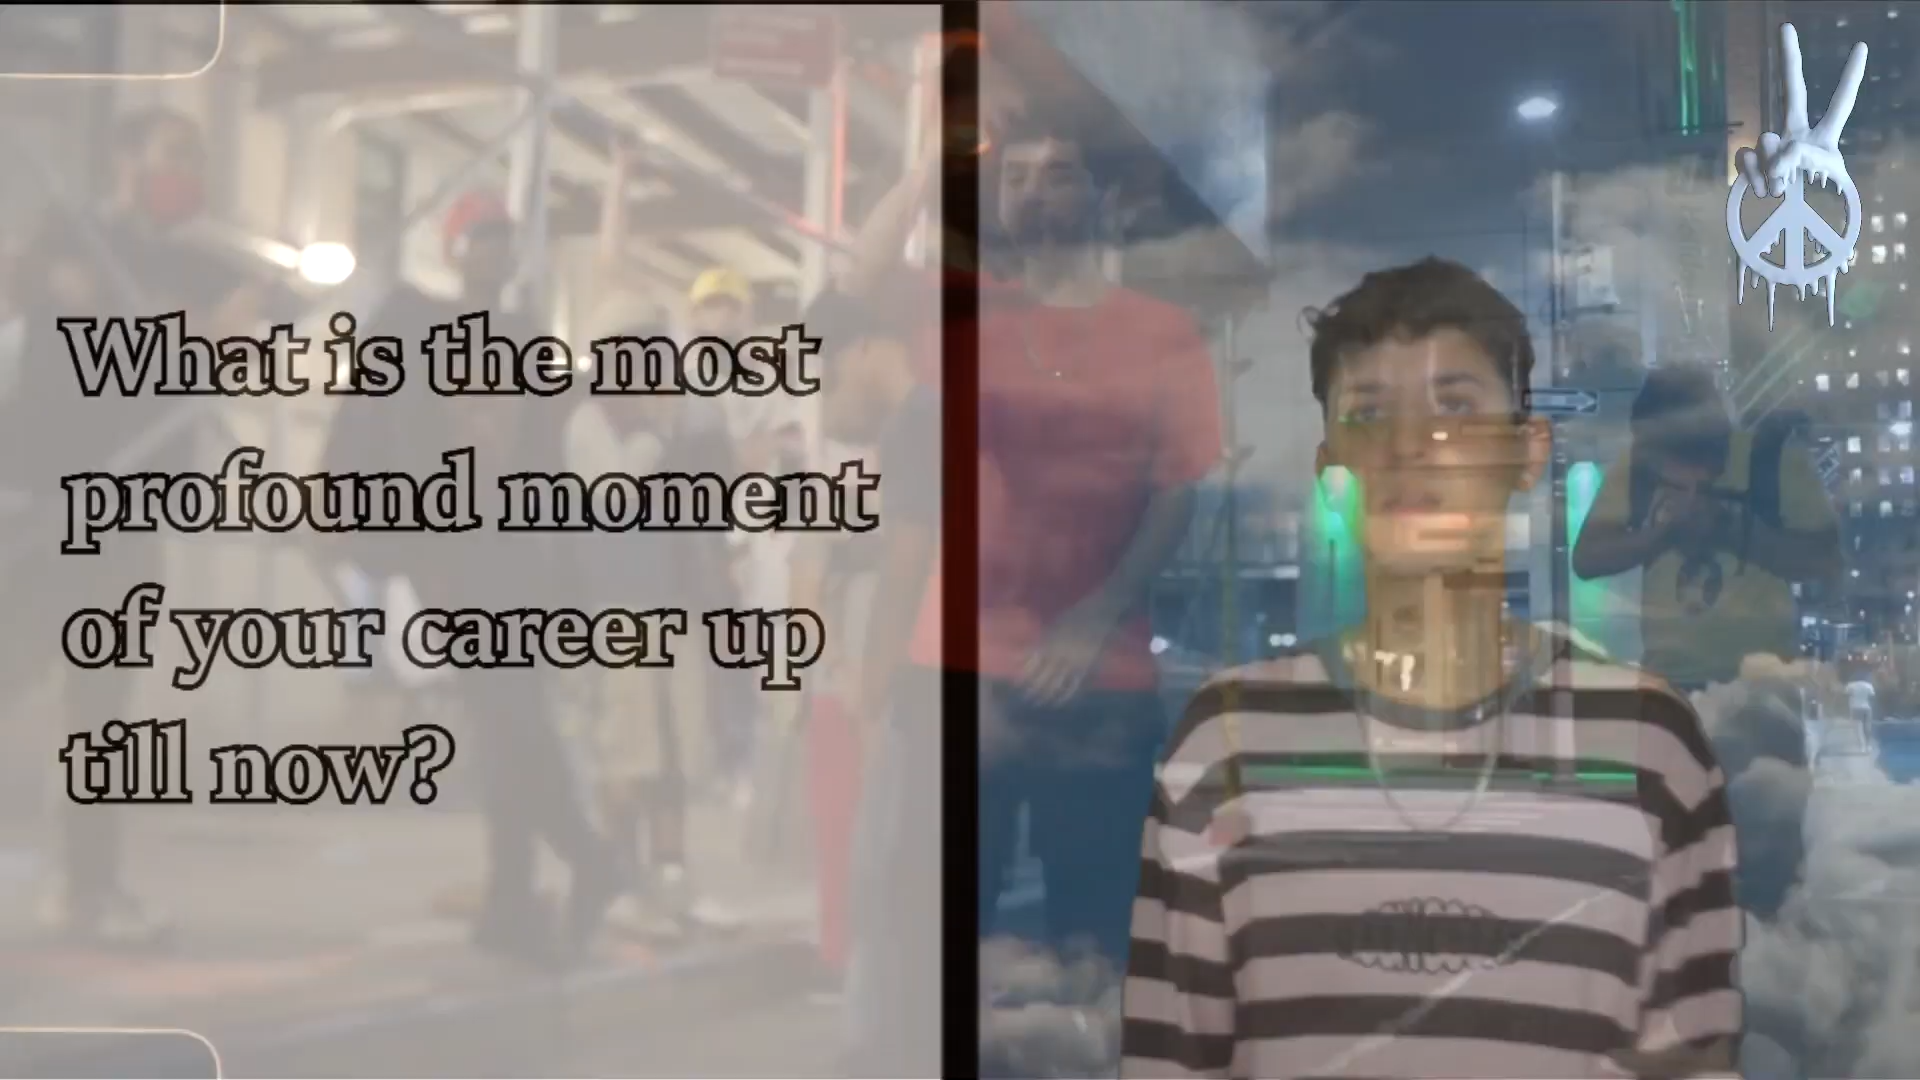 What is the most
profound moment
of your career up
till now?